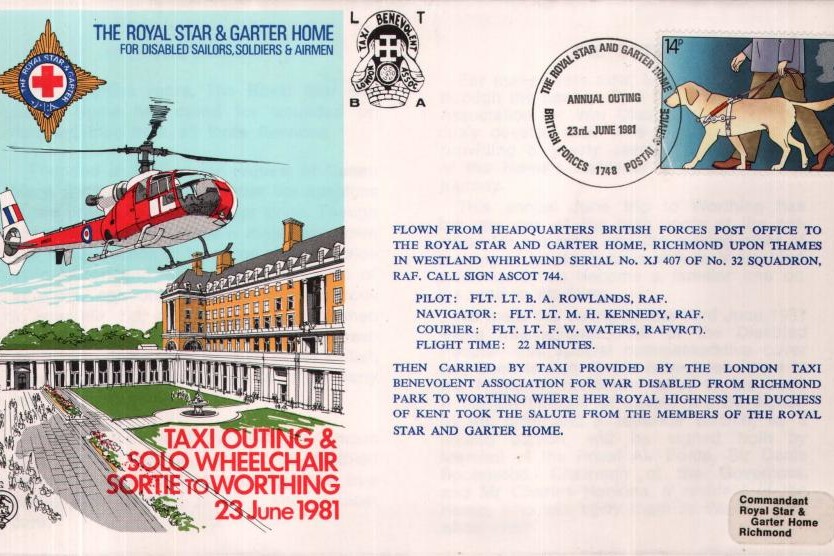 THE ROYAL STAR & GARTER HOME
FOR DISABLED SAILORS, SOLDIERS & AIRMEN
THE ROYAL STAR & GARTER
L T
B A
TAXI BENEVOLENT
LONDON ASSOC.
THE ROYAL STAR AND GARTER HOME
ANNUAL OUTING
23rd. JUNE 1981
BRITISH FORCES 1748 POSTAL SERVICE
14P
FLOWN FROM HEADQUARTERS BRITISH FORCES POST OFFICE TO
THE ROYAL STAR AND GARTER HOME, RICHMOND UPON THAMES
IN WESTLAND WHIRLWIND SERIAL No. XJ 407 OF No. 32 SQUADRON,
RAF. CALL SIGN ASCOT 744.
PILOT: FLT. LT. B. A. ROWLANDS, RAF.
NAVIGATOR: FLT. LT. M. H. KENNEDY, RAF.
COURIER: FLT. LT. F. W. WATERS, RAFVR(T).
FLIGHT TIME: 22 MINUTES.
THEN CARRIED BY TAXI PROVIDED BY THE LONDON TAXI
BENEVOLENT ASSOCIATION FOR WAR DISABLED FROM RICHMOND
PARK TO WORTHING WHERE HER ROYAL HIGHNESS THE DUCHESS
OF KENT TOOK THE SALUTE FROM THE MEMBERS OF THE ROYAL
STAR AND GARTER HOME.
TAXI OUTING &
SOLO WHEELCHAIR
SORTIE TO WORTHING
23 June 1981
Commandant
Royal Star &
Garter Home
Richmond